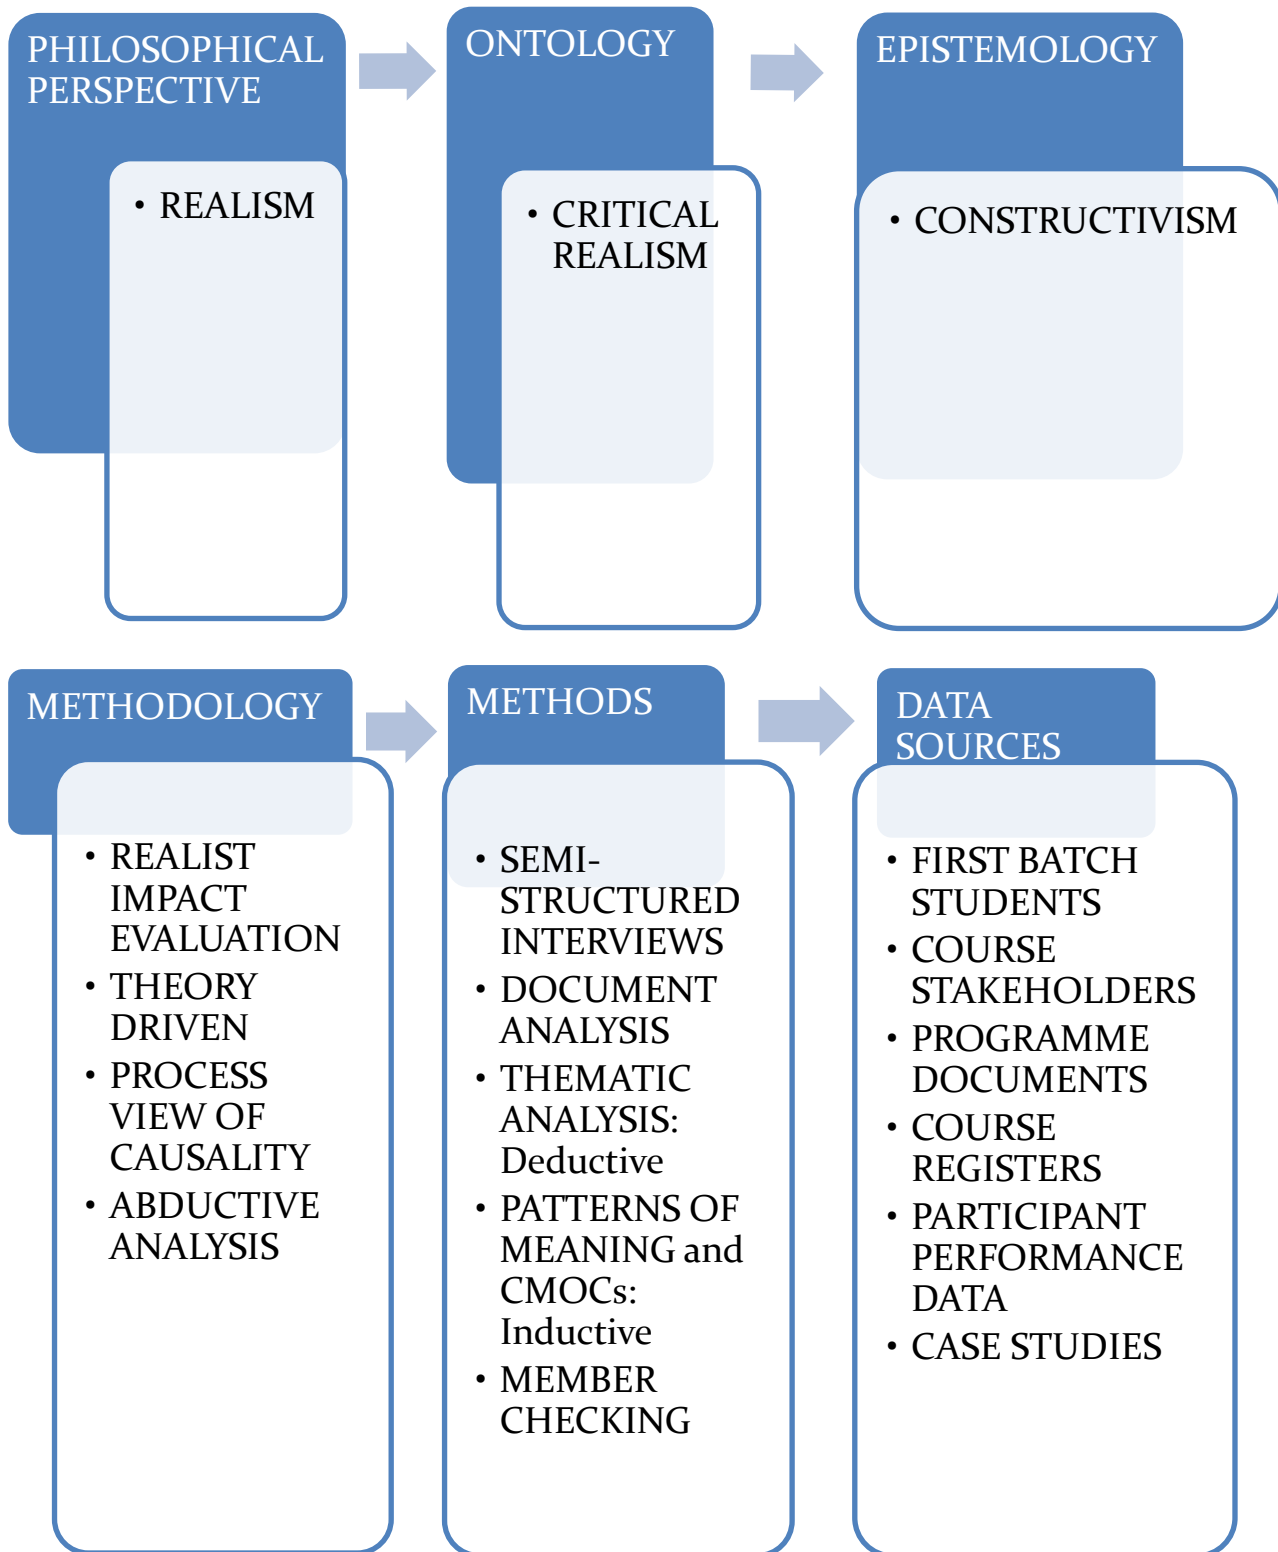 PHILOSOPHICAL
PERSPECTIVE
• REALISM
ONTOLOGY
• CRITICAL
REALISM
EPISTEMOLOGY
• CONSTRUCTIVISM
METHODOLOGY
• REALIST
IMPACT
EVALUATION
• THEORY
DRIVEN
• PROCESS
VIEW OF
CAUSALITY
• ABDUCTIVE
ANALYSIS
METHODS
• SEMI-
STRUCTURED
INTERVIEWS
• DOCUMENT
ANALYSIS
• THEMATIC
ANALYSIS:
Deductive
• PATTERNS OF
MEANING and
CMOCs:
Inductive
• MEMBER
CHECKING
DATA
SOURCES
• FIRST BATCH
STUDENTS
• COURSE
STAKEHOLDERS
• PROGRAMME
DOCUMENTS
• COURSE
REGISTERS
• PARTICIPANT
PERFORMANCE
DATA
• CASE STUDIES